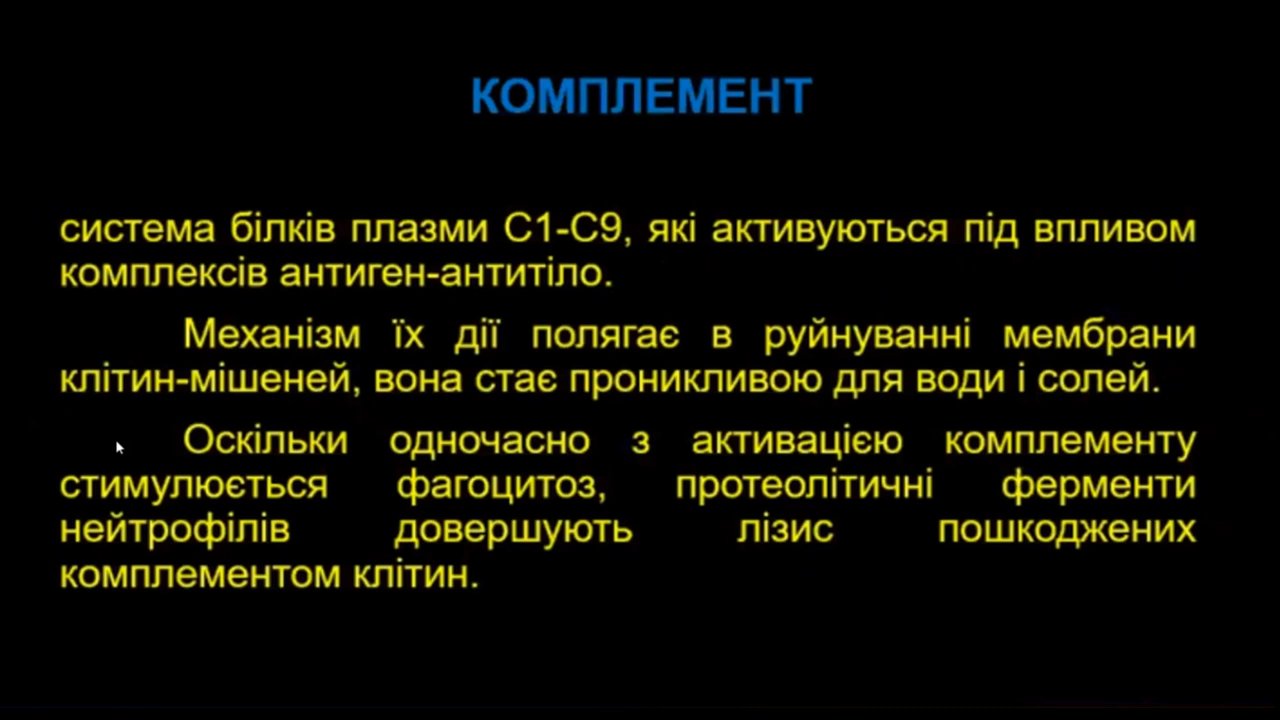 КОМПЛЕМЕНТ
система білків плазми С1-С9, які активуються під впливом
комплексів антиген-антитіло.
Механізм їх дії полягає в руйнуванні мембрани
клітин-мішеней, вона стає проникливою для води і солей.
Оскільки одночасно з активацією комплементу
стимулюється фагоцитоз, протеолітичні ферменти
нейтрофілів довершують лізис пошкоджених
комплементом клітин.